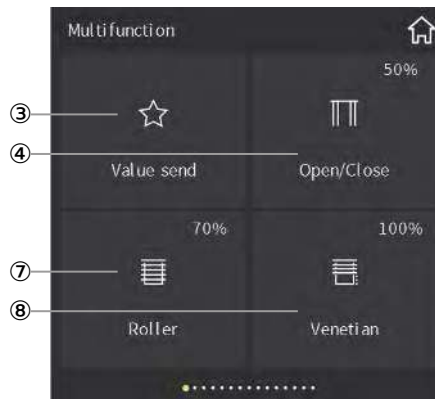 Multifunction
50%
③
④
Value send
Open/Close
70%
100%
⑦
⑧
Roller
Venetian